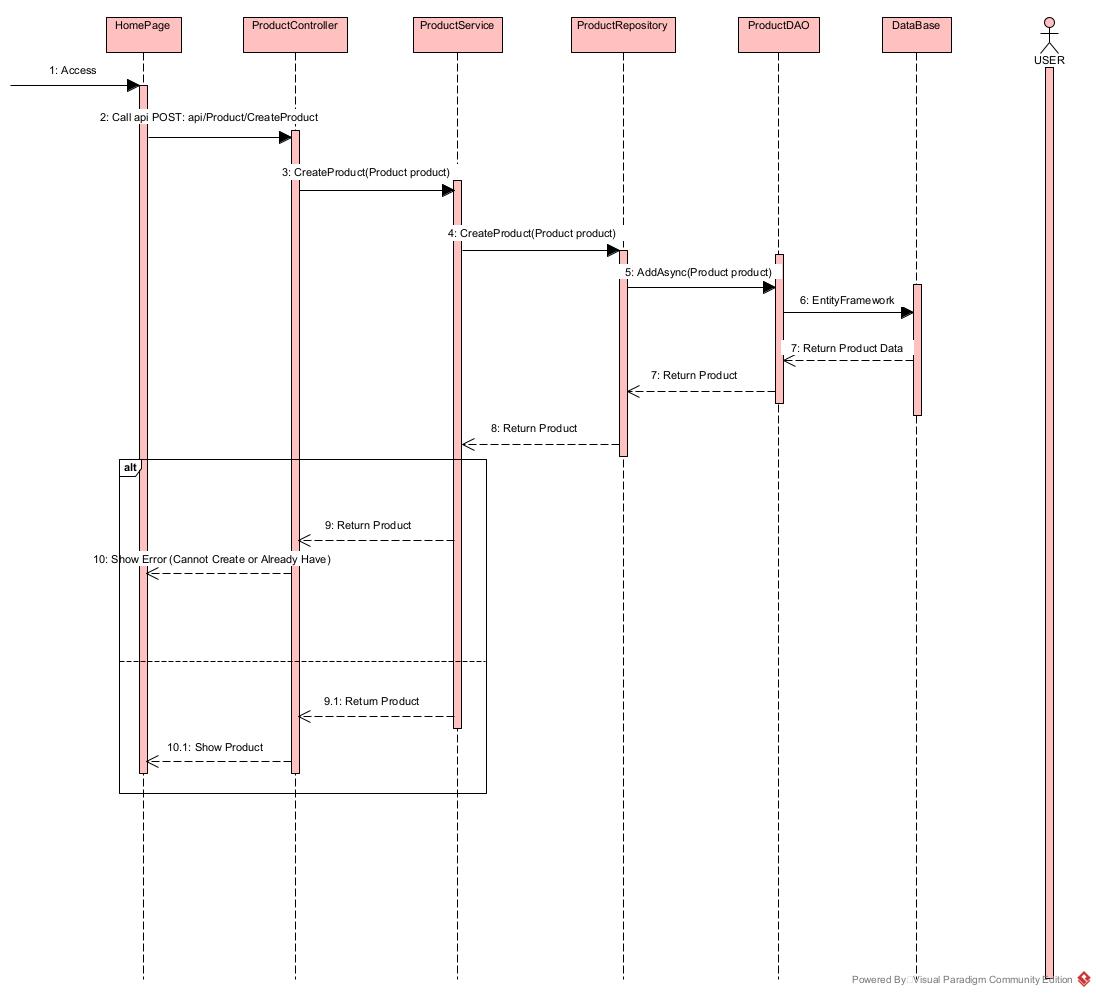 HomePage
ProductController
ProductService
ProductRepository
ProductDAO
DataBase
USER
1: Access
2: Call api POST: api/Product/CreateProduct
3: CreateProduct(Product product)
4: CreateProduct(Product product)
5: AddAsync(Product product)
6: EntityFramework
7: Return Product Data
7: Return Product
8: Return Product
alt
9: Return Product
10: Show Error (Cannot Create or Already Have)
9.1: Return Product
10.1: Show Product
Powered By Visual Paradigm Community Edition